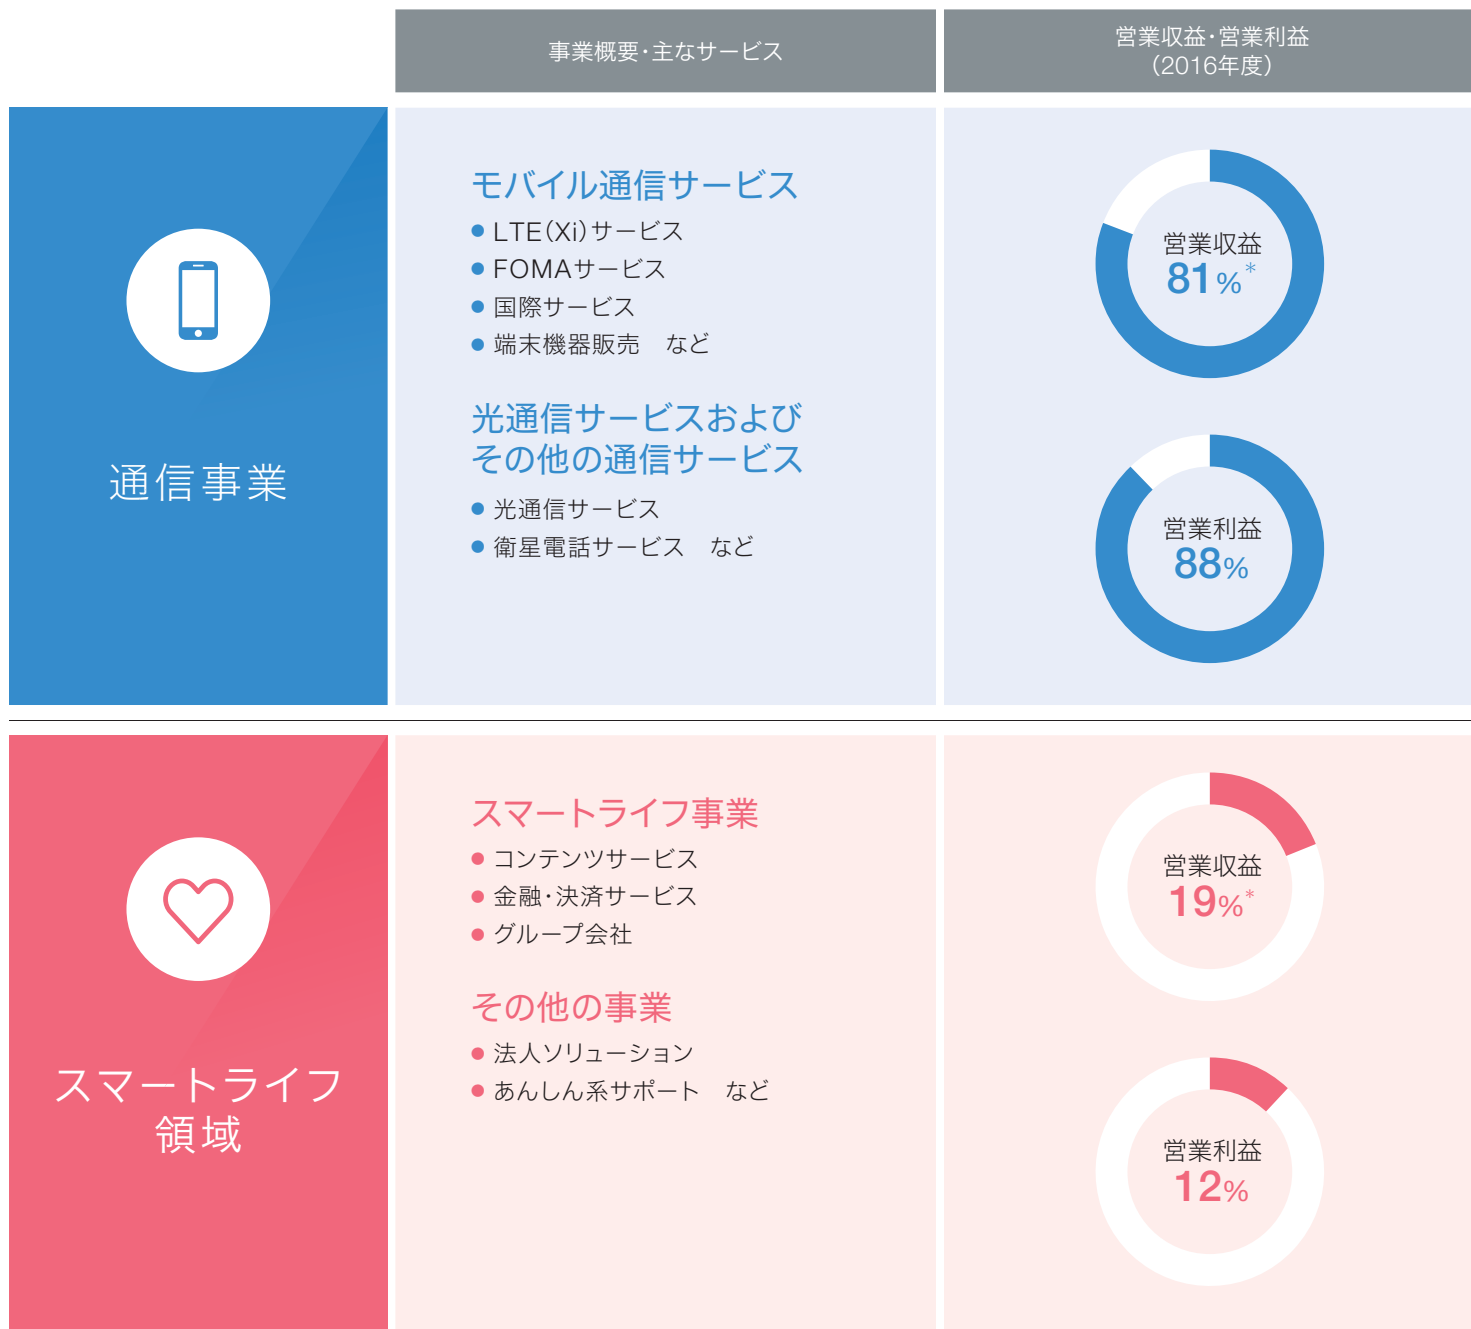 事業概要・主なサービス
営業収益・営業利益
（2016年度）
通信事業
モバイル通信サービス
● LTE（Xi）サービス
● FOMAサービス
● 国際サービス
● 端末機器販売　など
光通信サービスおよび
その他の通信サービス
● 光通信サービス
● 衛星電話サービス　など
営業収益
81%＊
営業利益
88%
スマートライフ
領域
スマートライフ事業
● コンテンツサービス
● 金融・決済サービス
● グループ会社
その他の事業
● 法人ソリューション
● あんしん系サポート　など
営業収益
19%＊
営業利益
12%